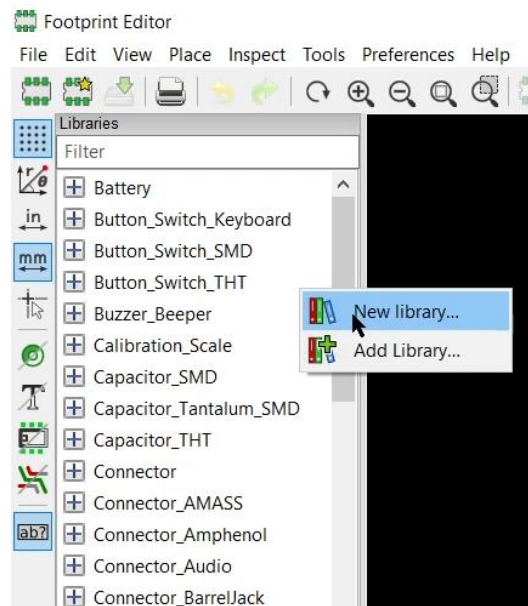 Footprint Editor
File Edit View Place Inspect Tools Preferences Help
Libraries
Filter
Battery
Button_Switch_Keyboard
Button_Switch_SMD
Button_Switch_THT
Buzzer_Beeper
Calibration_Scale
Capacitor_SMD
Capacitor_Tantalum_SMD
Capacitor_THT
Connector
Connector_AMASS
Connector_Amphenol
Connector_Audio
Connector_BarrelJack
New library...
Add Library...
r/θ
in
mm
T
ab?